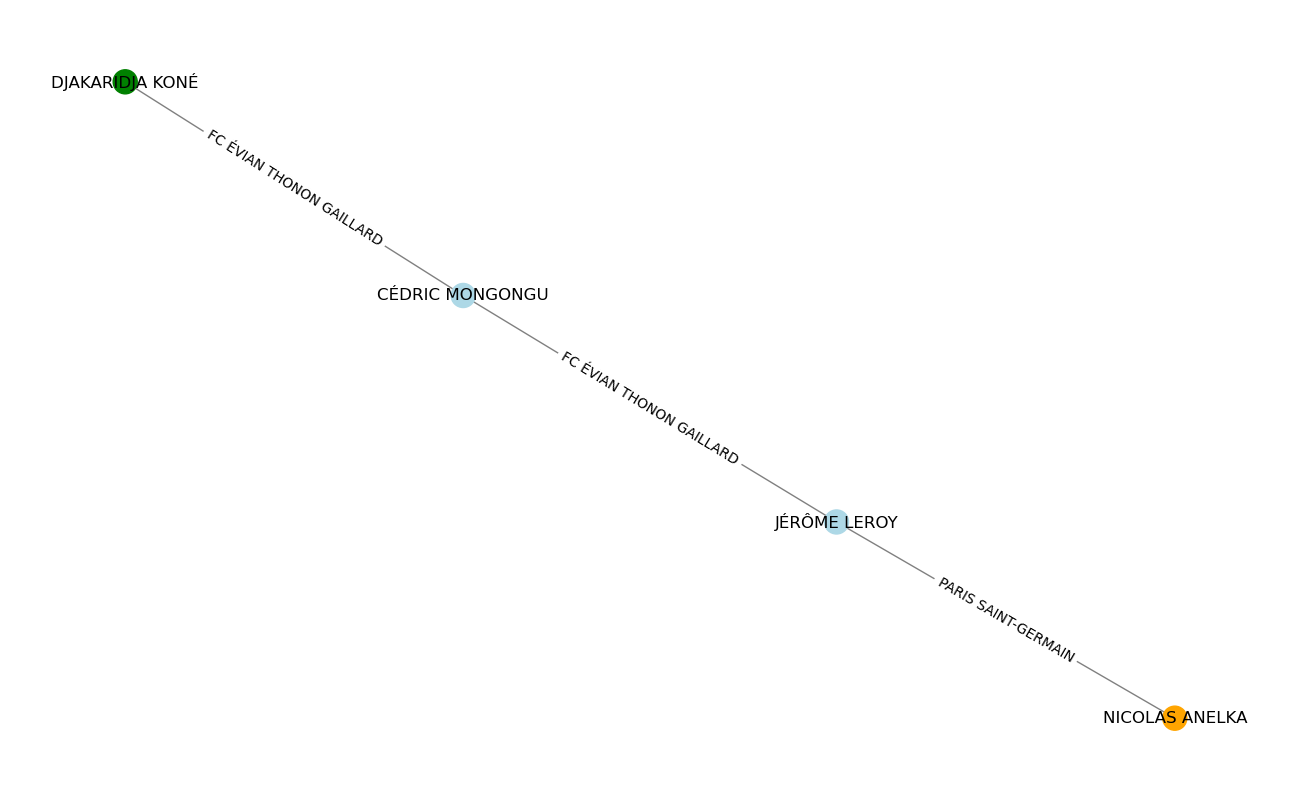 DJAKARIDJA KONÉ
FC ÉVIAN THONON GAILLARD
CÉDRIC MONGONGU
FC ÉVIAN THONON GAILLARD
JÉRÔME LEROY
PARIS SAINT-GERMAIN
NICOLAS ANELKA